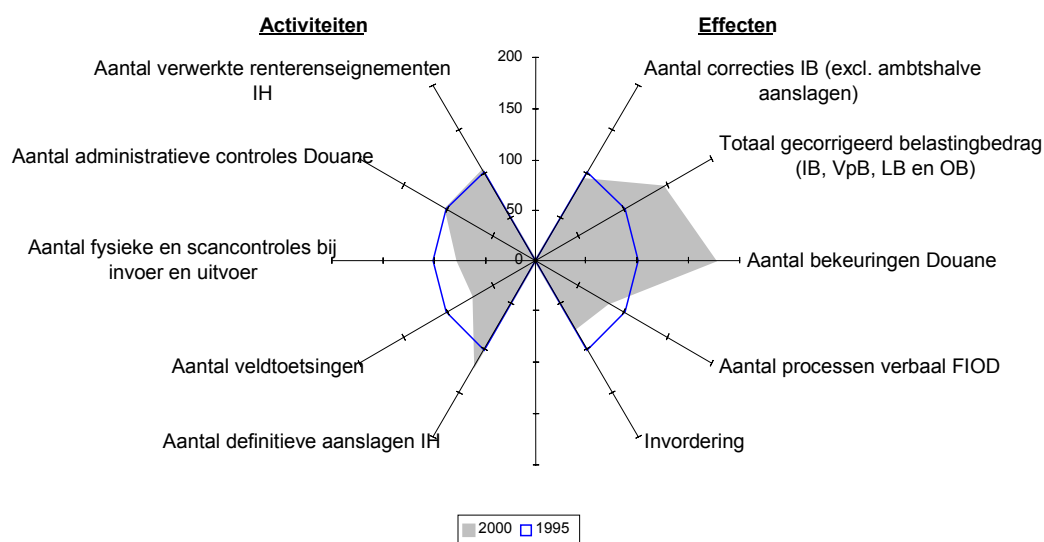 Activiteiten
Effecten
Aantal verwerkte renterenseignementen
IH
Aantal administratieve controles Douane
Aantal fysieke en scancontroles bij
invoer en uitvoer
Aantal veldtoetsingen
Aantal definitieve aanslagen IH
200
150
100
50
0
Aantal correcties IB (excl. ambtshalve
aanslagen)
Totaal gecorrigeerd belastingbedrag
(IB, VpB, LB en OB)
Aantal bekeuringen Douane
Aantal processen verbaal FIOD
Invordering
2000 1995